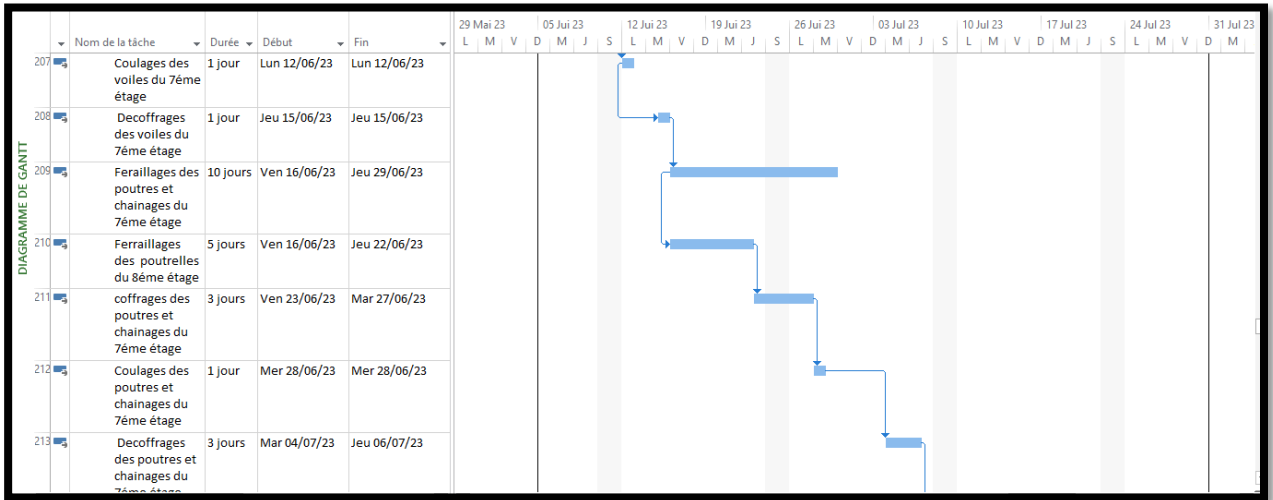 29 Mai 23 05 Jui 23 12 Jui 23 19 Jui 23 26 Jui 23 03 Jul 23 10 Jul 23 17 Jul 23 24 Jul 23 31 Jul 23
Nom de la tâche Durée Début Fin L M V D M J S L M V D M J S L M V D M J S L M V D M J S L M V D M
DIAGRAMME DE GANTT
207 Coulages des 1 jour Lun 12/06/23 Lun 12/06/23
voiles du 7éme
étage
208 Decoffrages 1 jour Jeu 15/06/23 Jeu 15/06/23
des voiles du
7éme étage
209 Feraillages des 10 jours Ven 16/06/23 Jeu 29/06/23
poutres et
chainages du
7éme étage
210 Ferraillages 5 jours Ven 16/06/23 Jeu 22/06/23
des poutrelles
du 8éme étage
211 coffrages des 3 jours Ven 23/06/23 Mar 27/06/23
poutres et
chainages du
7éme étage
212 Coulages des 1 jour Mer 28/06/23 Mer 28/06/23
poutres et
chainages du
7éme étage
213 Decoffrages 3 jours Mar 04/07/23 Jeu 06/07/23
des poutres et
chainages du
7éme étage